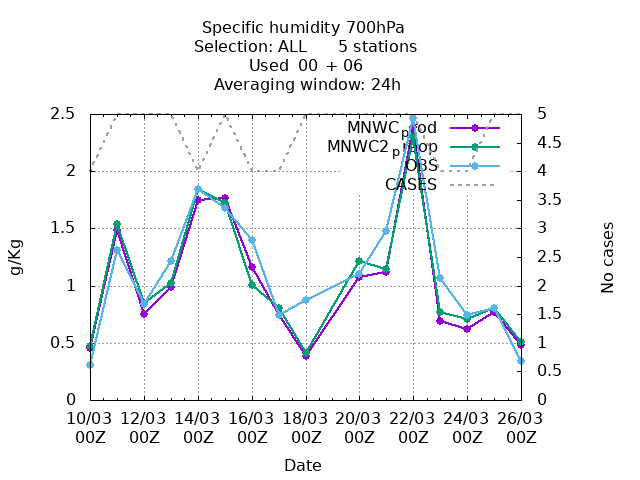 Specific humidity 700hPa
Selection: ALL 5 stations
Used 00 + 06
Averaging window: 24h
2.5
2
1.5
1
0.5
0
g/Kg
5
4.5
4
3.5
3
2.5
2
1.5
1
0.5
0
No cases
MNWC_prod
MNWC2_preop
OBS
CASES
10/03 12/03 14/03 16/03 18/03 20/03 22/03 24/03 26/03
00Z 00Z 00Z 00Z 00Z 00Z 00Z 00Z 00Z
Date